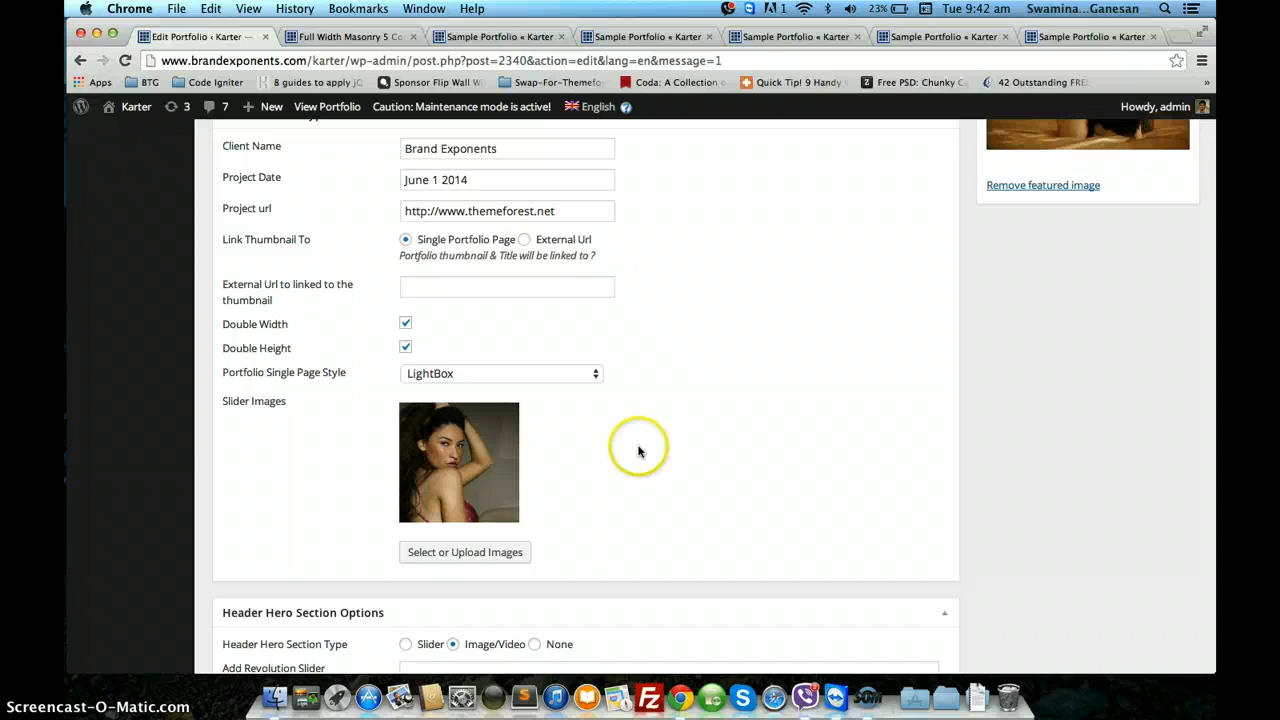 Chrome File Edit View History Bookmarks Window Help 1 23% Tue 9:42 am Swamina...Ganesan
Edit Portfolio ‹ Karter — × Full Width Masonry 5 Co × Sample Portfolio « Karter × Sample Portfolio « Karter × Sample Portfolio « Karter × Sample Portfolio « Karter × Sample Portfolio « Karter ×
www.brandexponents.com/karter/wp-admin/post.php?post=2340&action=edit&lang=en&message=1
Apps BTG Code Igniter 8 guides to apply jQ Sponsor Flip Wall Swap-For-Themefo Coda: A Collection o Quick Tip! 9 Handy Free PSD: Chunky C 42 Outstanding FRE »
Karter 3 7 + New View Portfolio Caution: Maintenance mode is active! English Howdy, admin
Client Name Brand Exponents
Project Date June 1 2014
Remove featured image
Project url http://www.themeforest.net
Link Thumbnail To Single Portfolio Page External Url
Portfolio thumbnail & Title will be linked to ?
External Url to linked to the
thumbnail
Double Width
Double Height
Portfolio Single Page Style LightBox
Slider Images
Select or Upload Images
Header Hero Section Options
Header Hero Section Type Slider Image/Video None
Add Revolution Slider
Screencast-O-Matic.com